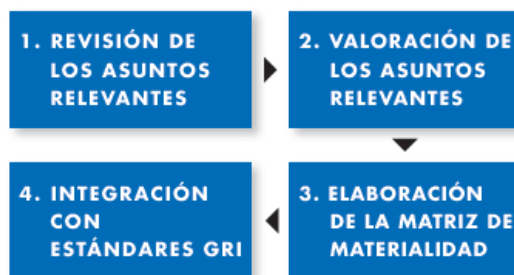 1. REVISIÓN DE
LOS ASUNTOS
RELEVANTES
2. VALORACIÓN DE
LOS ASUNTOS
RELEVANTES
3. ELABORACIÓN
DE LA MATRIZ DE
MATERIALIDAD
4. INTEGRACIÓN
CON
ESTÁNDARES GRI